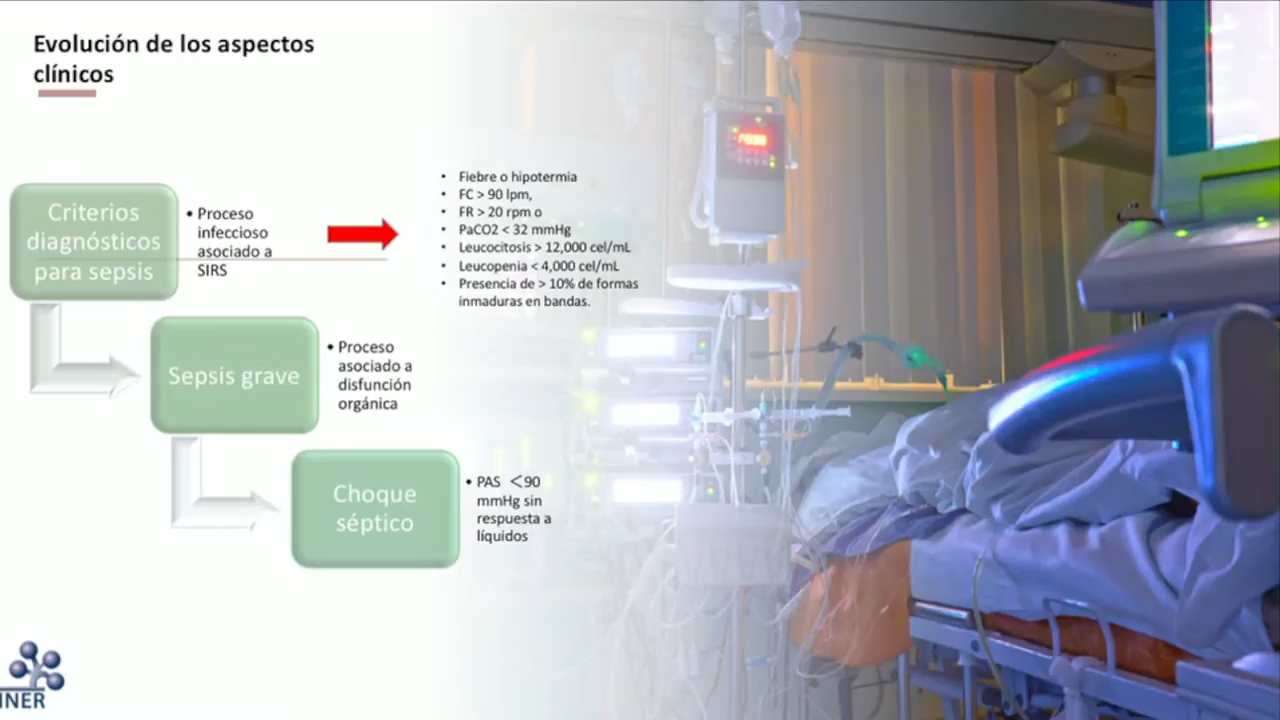 Evolución de los aspectos
clínicos
Criterios
diagnósticos
para sepsis
• Proceso
infeccioso
asociado a
SIRS
• Fiebre o hipotermia
• FC > 90 lpm,
• FR > 20 rpm o
• PaCO2 < 32 mmHg
• Leucocitosis > 12,000 cel/mL
• Leucopenia < 4,000 cel/mL
• Presencia de > 10% de formas
inmaduras en bandas.
Sepsis grave
• Proceso
asociado a
disfunción
orgánica
Choque
séptico
• PAS <90
mmHg sin
respuesta a
líquidos
INER